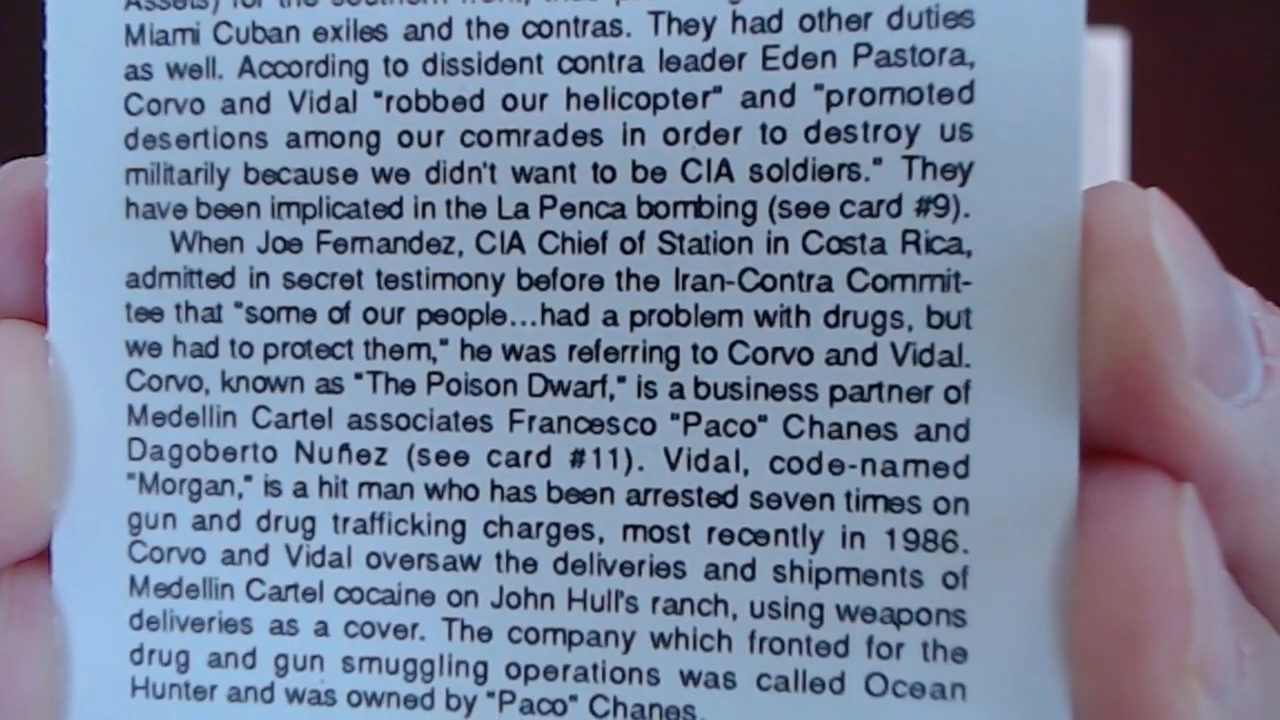 Assets) for the southern front,
Miami Cuban exiles and the contras. They had other duties
as well. According to dissident contra leader Eden Pastora,
Corvo and Vidal "robbed our helicopter" and "promoted
desertions among our comrades in order to destroy us
militarily because we didn't want to be CIA soldiers." They
have been implicated in the La Penca bombing (see card #9).
When Joe Fernandez, CIA Chief of Station in Costa Rica,
admitted in secret testimony before the Iran-Contra Commit-
tee that "some of our people...had a problem with drugs, but
we had to protect them," he was referring to Corvo and Vidal.
Corvo, known as "The Poison Dwarf," is a business partner of
Medellin Cartel associates Francesco "Paco" Chanes and
Dagoberto Nuñez (see card #11). Vidal, code-named
"Morgan," is a hit man who has been arrested seven times on
gun and drug trafficking charges, most recently in 1986.
Corvo and Vidal oversaw the deliveries and shipments of
Medellin Cartel cocaine on John Hull's ranch, using weapons
deliveries as a cover. The company which fronted for the
drug and gun smuggling operations was called Ocean
Hunter and was owned by "Paco" Chanes.